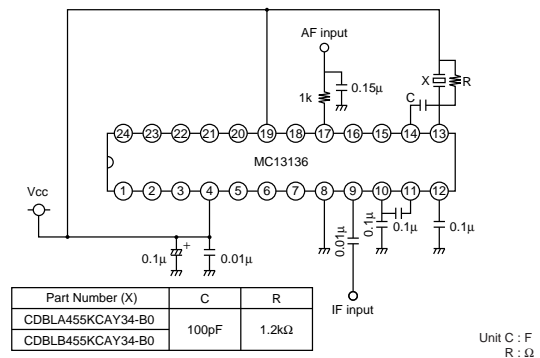 AF input
0.15μ
1k
X
R
C
24 23 22 21 20 19 18 17 16 15 14 13
MC13136
1 2 3 4 5 6 7 8 9 10 11 12
Vcc
0.1μ
+
0.01μ
0.01μ
0.1μ
0.1μ
0.1μ
IF input
Part Number (X) C R
CDBLA455KCAY34-B0 100pF 1.2kΩ
CDBLB455KCAY34-B0
Unit C : F
R : Ω